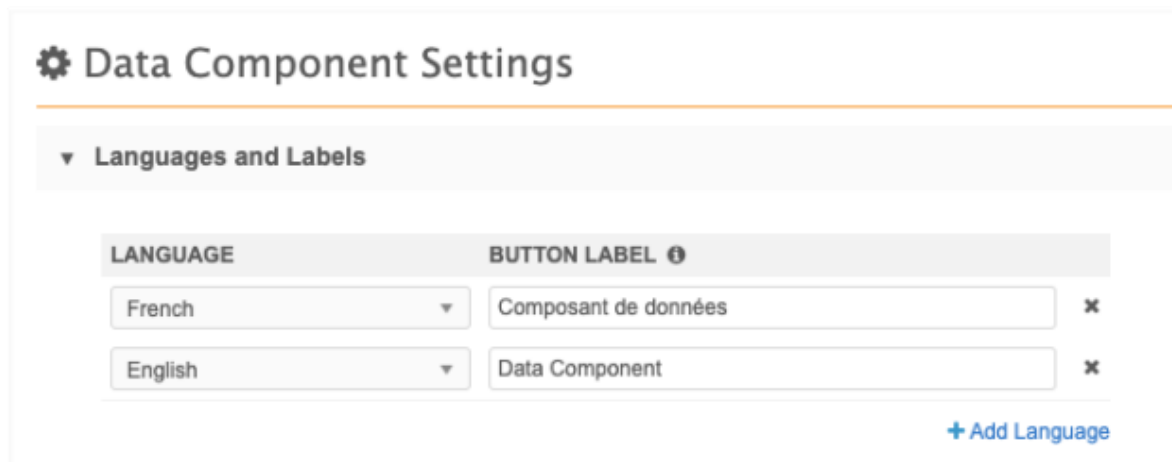 Data Component Settings
Languages and Labels
LANGUAGE BUTTON LABEL
French Composant de données
English Data Component
+ Add Language